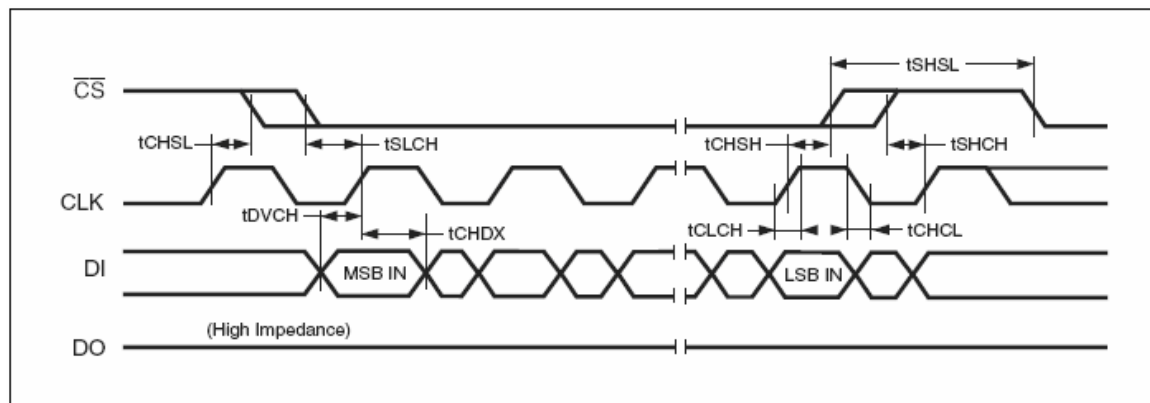 tSHSL
CS
tCHSL
tSLCH
tCHSH
tSHCH
CLK
tDVCH
tCHDX
tCLCH
tCHCL
DI
MSB IN
LSB IN
(High Impedance)
DO